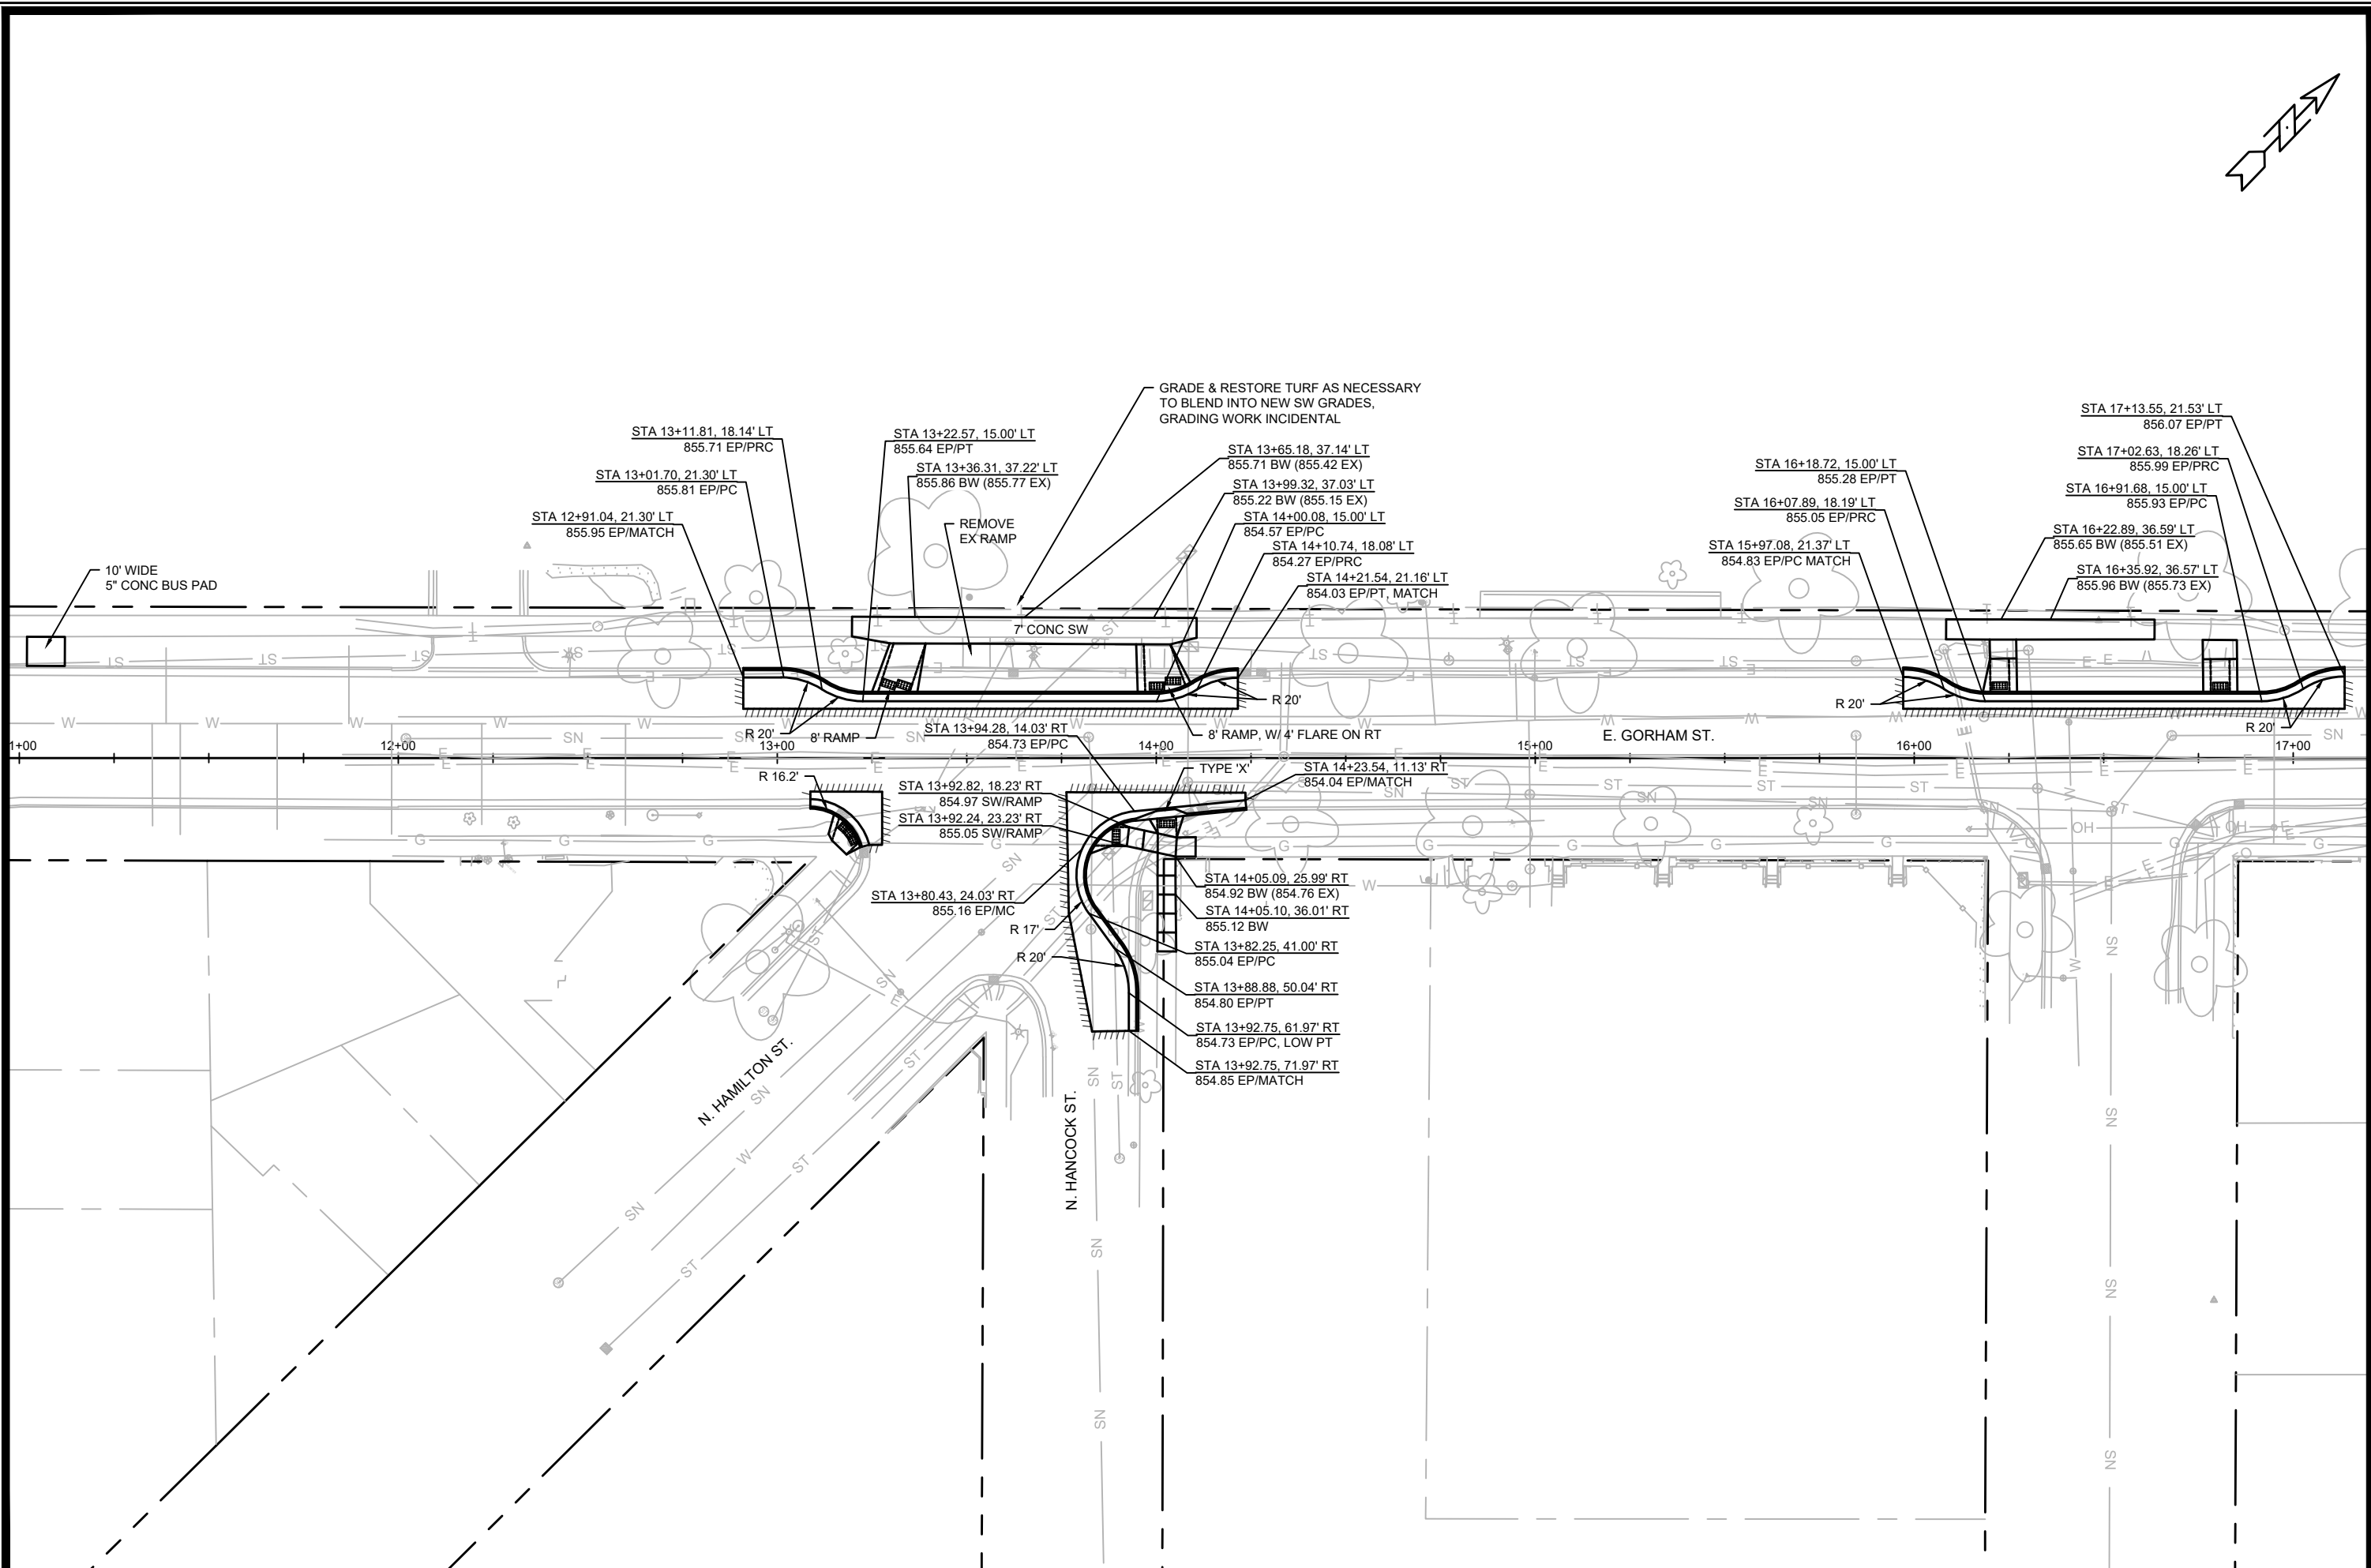 GRADE & RESTORE TURF AS NECESSARY
TO BLEND INTO NEW SW GRADES,
GRADING WORK INCIDENTAL
STA 13+11.81, 18.14' LT
855.71 EP/PRC
STA 13+01.70, 21.30' LT
855.81 EP/PC
STA 12+91.04, 21.30' LT
855.95 EP/MATCH
10' WIDE
5" CONC BUS PAD
STA 13+22.57, 15.00' LT
855.64 EP/PT
STA 13+36.31, 37.22' LT
855.86 BW (855.77 EX)
REMOVE
EX RAMP
STA 13+65.18, 37.14' LT
855.71 BW (855.42 EX)
STA 13+99.32, 37.03' LT
855.22 BW (855.15 EX)
STA 14+00.08, 15.00' LT
854.57 EP/PC
STA 14+10.74, 18.08' LT
854.27 EP/PRC
STA 14+21.54, 21.16' LT
854.03 EP/PT, MATCH
STA 16+18.72, 15.00' LT
855.28 EP/PT
STA 16+07.89, 18.19' LT
855.05 EP/PRC
STA 15+97.08, 21.37' LT
854.83 EP/PC MATCH
STA 17+13.55, 21.53' LT
856.07 EP/PT
STA 17+02.63, 18.26' LT
855.99 EP/PRC
STA 16+91.68, 15.00' LT
855.93 EP/PC
STA 16+22.89, 36.59' LT
855.65 BW (855.51 EX)
STA 16+35.92, 36.57' LT
855.96 BW (855.73 EX)
7' CONC SW
R 20'
R 20'
8' RAMP
8' RAMP, W/ 4' FLARE ON RT
R 20'
R 20'
1+00
12+00
13+00
14+00
15+00
16+00
17+00
E. GORHAM ST.
STA 13+94.28, 14.03' RT
854.73 EP/PC
R 16.2'
TYPE 'X'
STA 14+23.54, 11.13' RT
854.04 EP/MATCH
STA 13+92.82, 18.23' RT
854.97 SW/RAMP
STA 13+92.24, 23.23' RT
855.05 SW/RAMP
STA 13+80.43, 24.03' RT
855.16 EP/MC
STA 14+05.09, 25.99' RT
854.92 BW (854.76 EX)
STA 14+05.10, 36.01' RT
855.12 BW
R 17'
STA 13+82.25, 41.00' RT
855.04 EP/PC
R 20'
STA 13+88.88, 50.04' RT
854.80 EP/PT
STA 13+92.75, 61.97' RT
854.73 EP/PC, LOW PT
STA 13+92.75, 71.97' RT
854.85 EP/MATCH
N. HAMILTON ST.
N. HANCOCK ST.